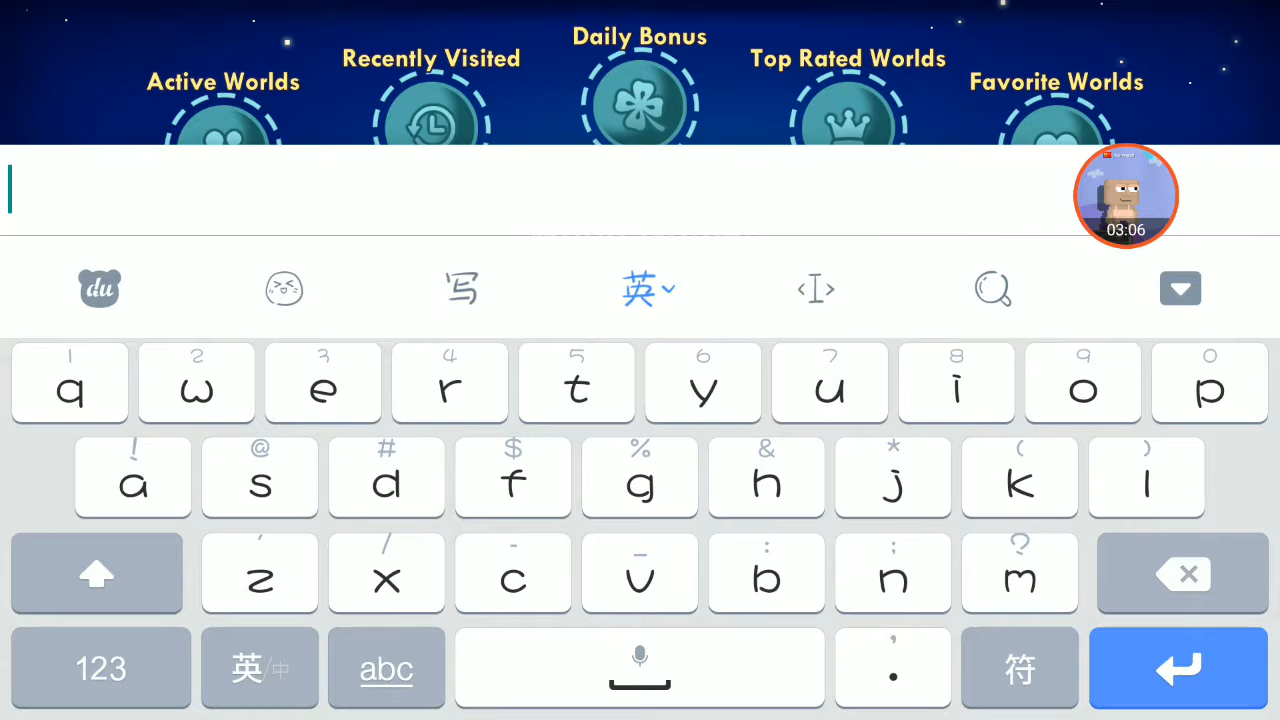 Daily Bonus
Recently Visited
Top Rated Worlds
Active Worlds
Favorite Worlds
03:06
du 写 英
1 2 3 4 5 6 7 8 9 0
q w e r t y u i o p
! @ # $ % & * ( )
a s d f g h j k l
' / - _ : ; ?
z x c v b n m
123 英/中 abc , . 符